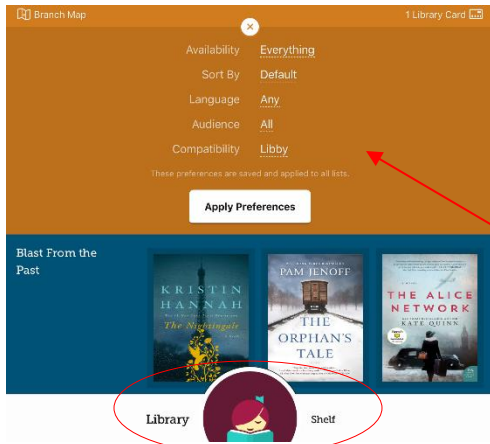 Branch Map
1 Library Card
Availability Everything
Sort By Default
Language Any
Audience All
Compatibility Libby
These preferences are saved and applied to all lists.
Apply Preferences
Blast From the
Past
KRISTIN
HANNAH
The Nightingale
PAM JENOFF
THE
ORPHAN'S
TALE
THE ALICE
NETWORK
KATE QUINN
Library
Shelf